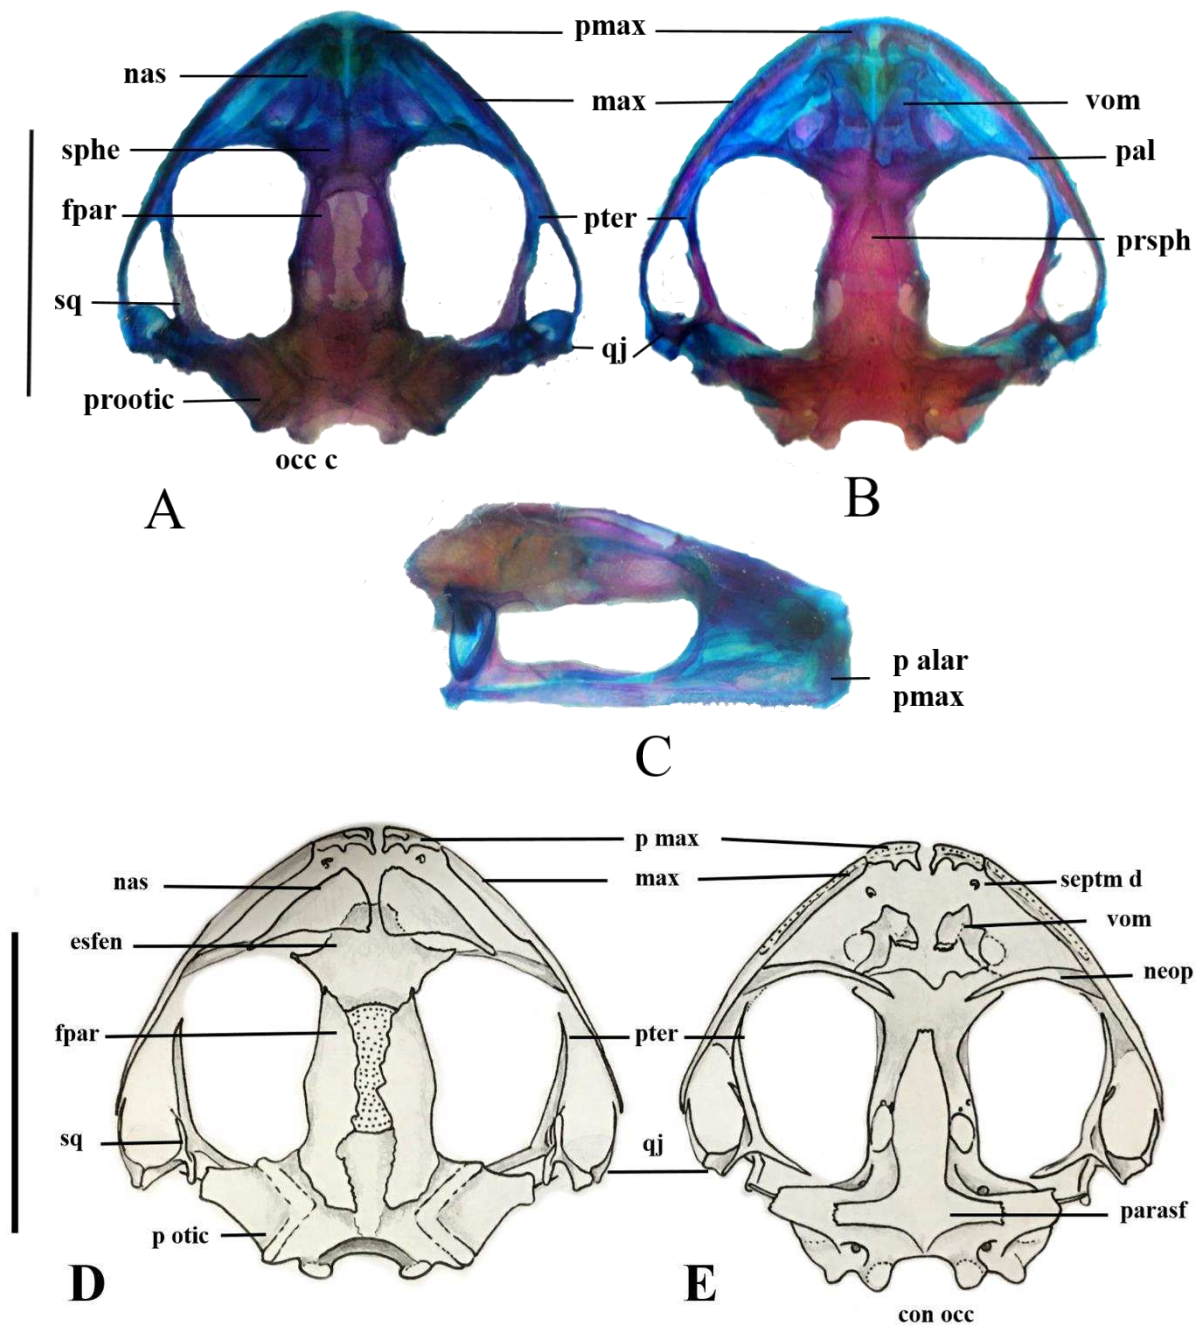 pmax
nas
max
vom
sphe
pal
fpar
pter
prsph
sq
qj
prootic
occ c
A
B
p alar
pmax
C
p max
nas
max
septm d
vom
esfen
neop
fpar
pter
sq
qj
parasf
p otic
D
E
con occ